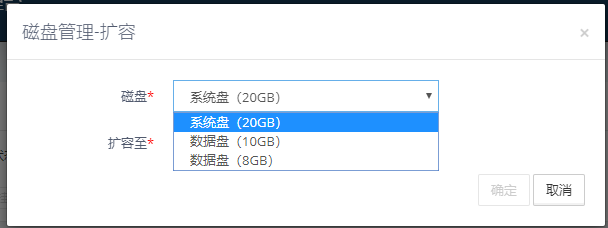 磁盘管理-扩容
×
磁盘*
系统盘（20GB）
系统盘（20GB）
数据盘（10GB）
扩容至*
数据盘（8GB）
确定
取消